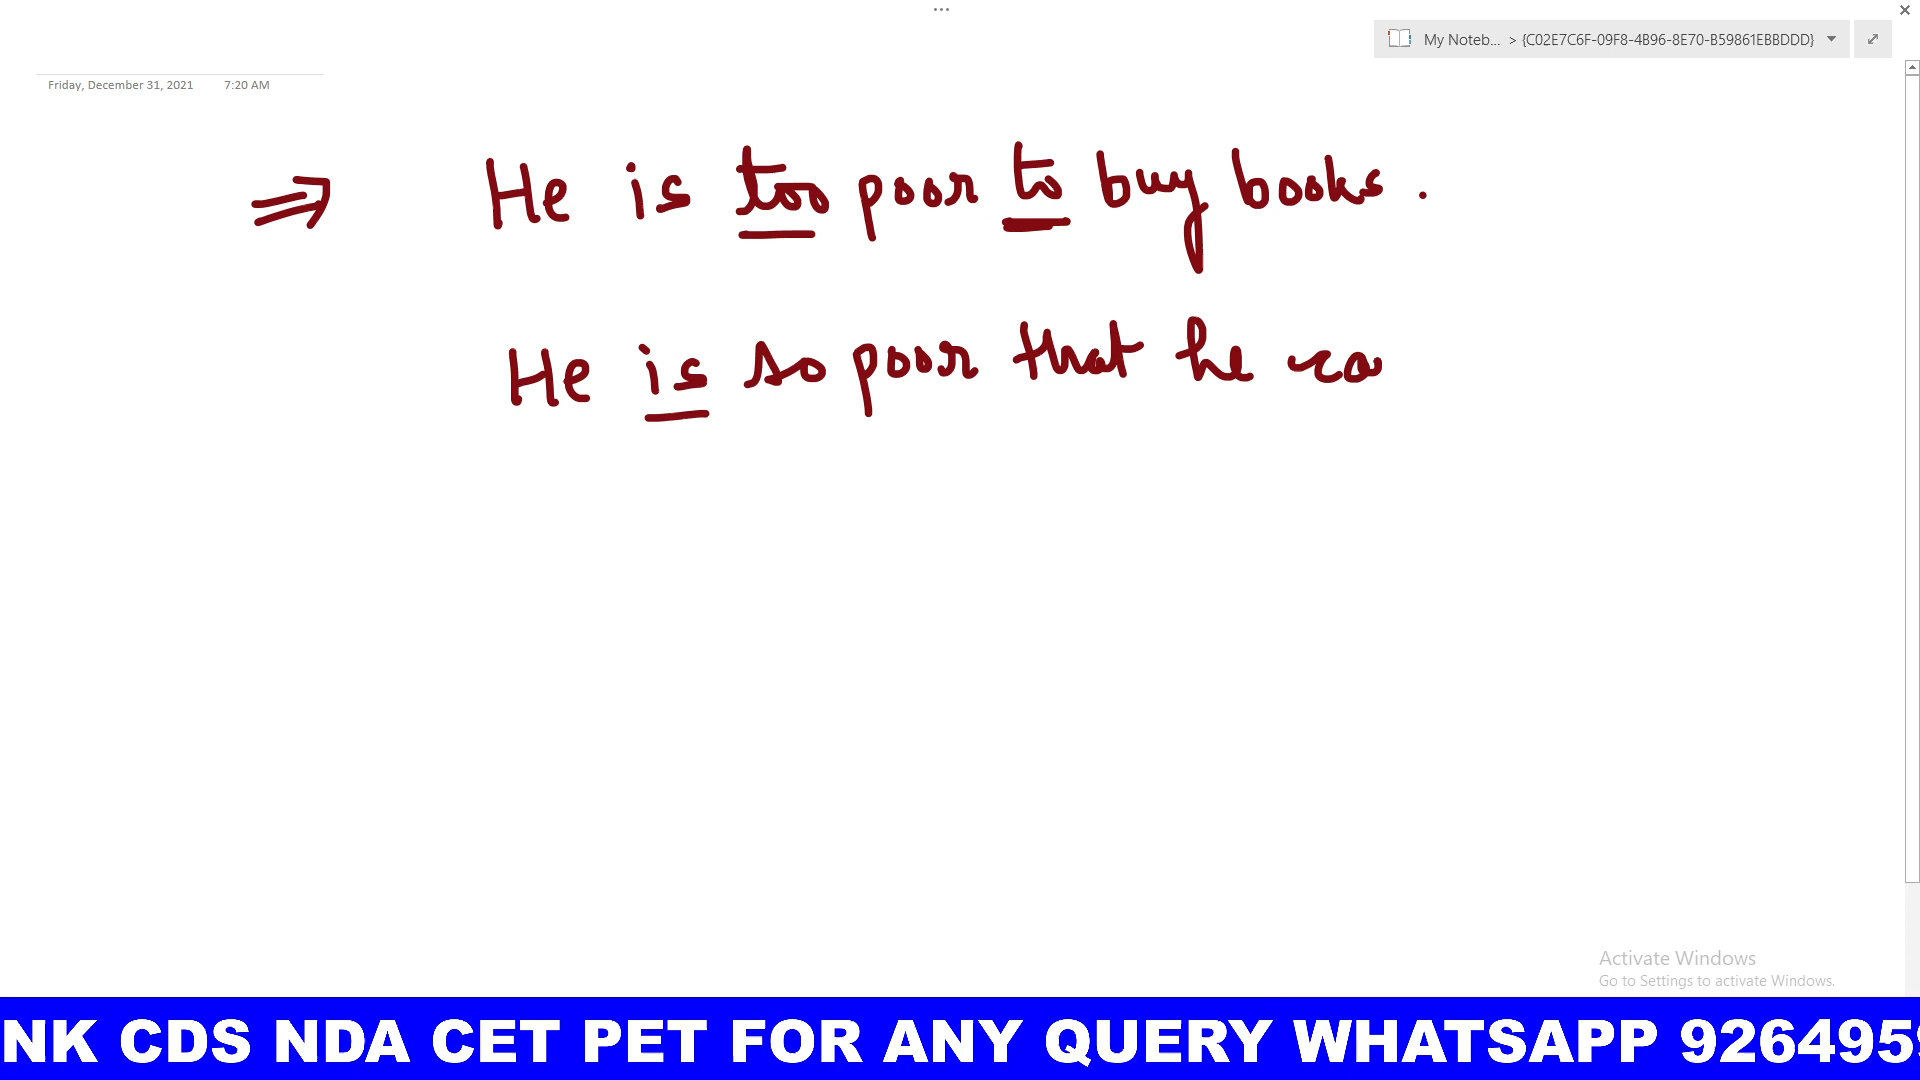 ...
My Noteb... > {C02E7C6F-09F8-4B96-8E70-B59861EBBDDD}
Friday, December 31, 2021 7:20 AM
⇒ He is too poor to buy books.
He is so poor that he ca
Activate Windows
Go to Settings to activate Windows.
NK CDS NDA CET PET FOR ANY QUERY WHATSAPP 926495